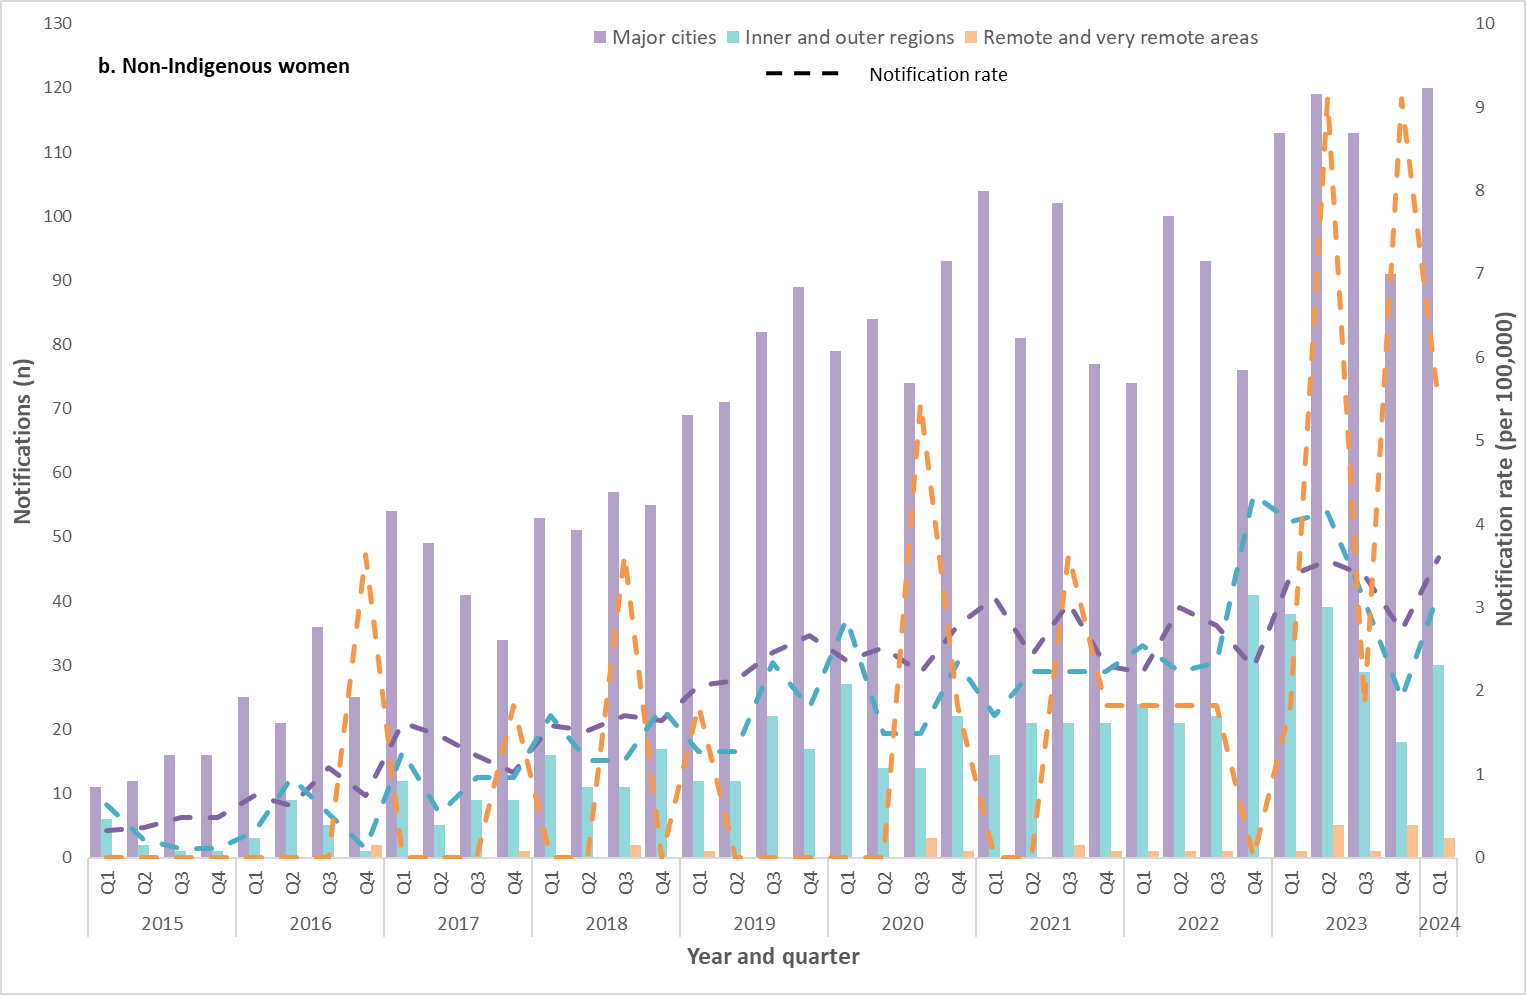 130
10
Major cities
Inner and outer regions
Remote and very remote areas
b. Non-Indigenous women
Notification rate
120
9
110
100
8
90
7
80
6
70
60
5
50
4
40
3
30
2
20
1
10
0
0
Notifications (n)
Notification rate (per 100,000)
Q1 Q2 Q3 Q4 Q1 Q2 Q3 Q4 Q1 Q2 Q3 Q4 Q1 Q2 Q3 Q4 Q1 Q2 Q3 Q4 Q1 Q2 Q3 Q4 Q1 Q2 Q3 Q4 Q1 Q2 Q3 Q4 Q1 Q2 Q3 Q4 Q1
2015 2016 2017 2018 2019 2020 2021 2022 2023 2024
Year and quarter